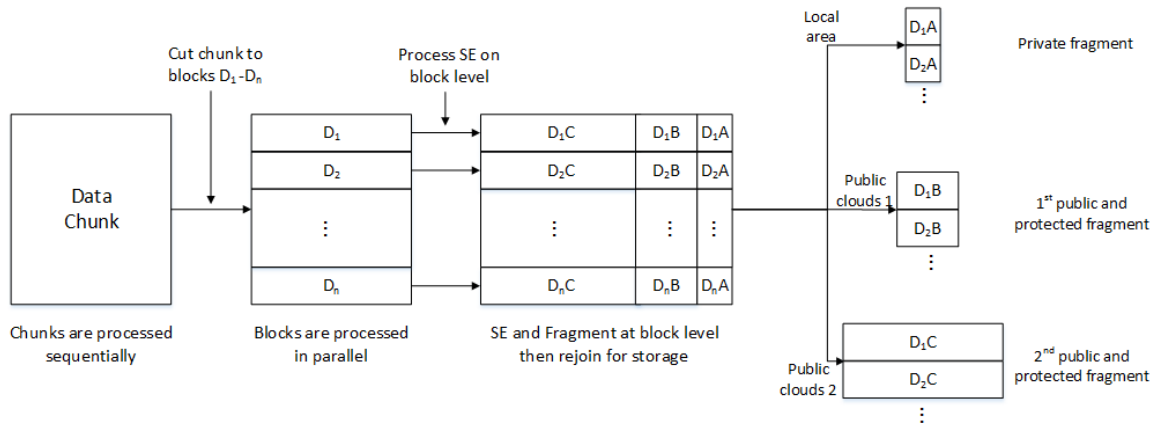 Cut chunk to
blocks D₁-Dₙ
Process SE on
block level
Data
Chunk
D₁
D₂
⋮
Dₙ
D₁C D₁B D₁A
D₂C D₂B D₂A
⋮ ⋮ ⋮
DₙC DₙB DₙA
Chunks are processed
sequentially
Blocks are processed
in parallel
SE and Fragment at block level
then rejoin for storage
Local
area
D₁A
D₂A
⋮
Private fragment
Public
clouds 1
D₁B
D₂B
⋮
1ˢᵗ public and
protected fragment
Public
clouds 2
D₁C
D₂C
⋮
2ⁿᵈ public and
protected fragment